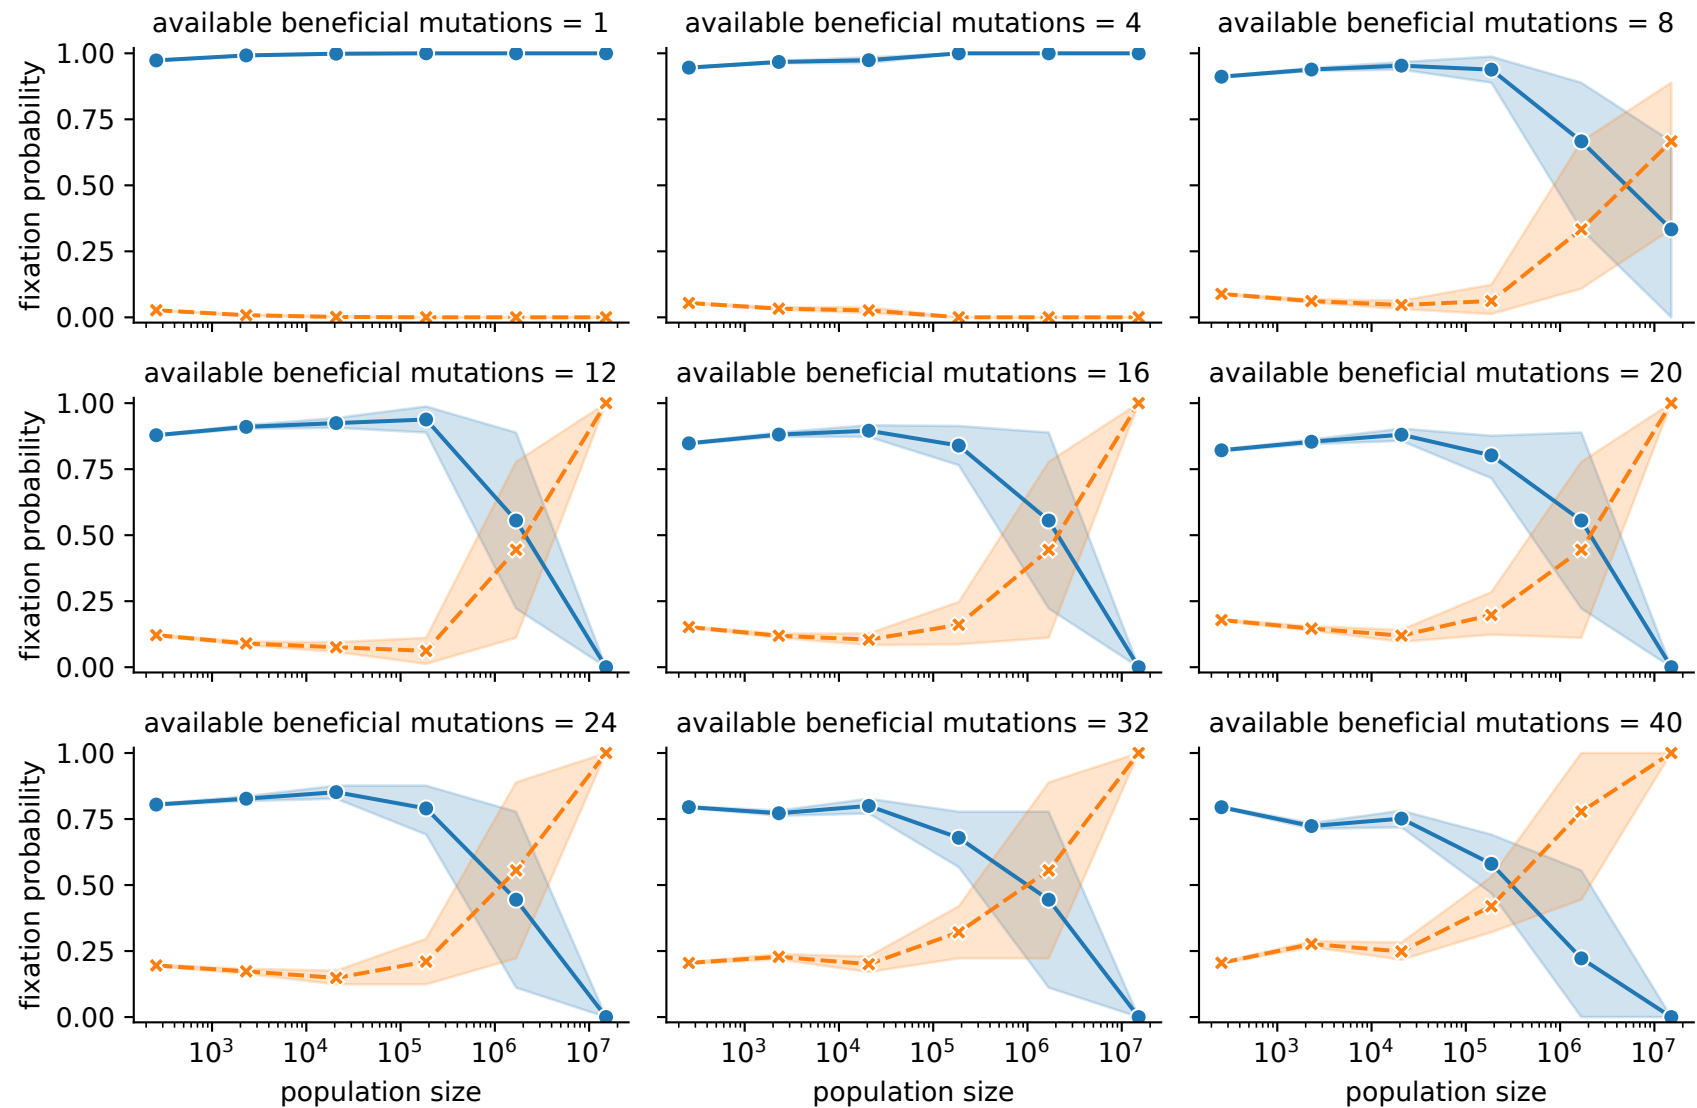 available beneficial mutations = 1
available beneficial mutations = 4
available beneficial mutations = 8
fixation probability
1.00
0.75
0.50
0.25
0.00
available beneficial mutations = 12
available beneficial mutations = 16
available beneficial mutations = 20
fixation probability
1.00
0.75
0.50
0.25
0.00
available beneficial mutations = 24
available beneficial mutations = 32
available beneficial mutations = 40
fixation probability
1.00
0.75
0.50
0.25
0.00
10³ 10⁴ 10⁵ 10⁶ 10⁷
10³ 10⁴ 10⁵ 10⁶ 10⁷
10³ 10⁴ 10⁵ 10⁶ 10⁷
population size
population size
population size